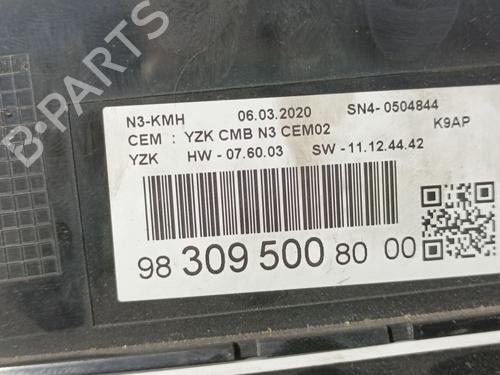 B-PARTS
N3-KMH 06.03.2020 SN4- 0504844
CEM : YZK CMB N3 CEM02 K9AP
YZK HW - 07.60.03 SW - 11.12.44.42
98 309 500 80 00